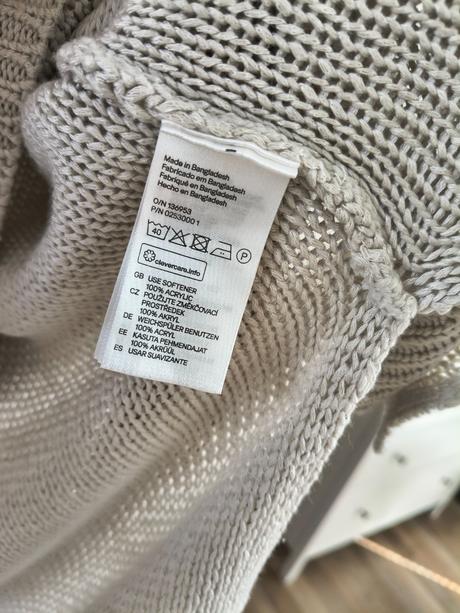 Made in Bangladesh
Fabricado em Bangladesh
Fabriqué en Bangladesh
Hecho en Bangladesh
O/N 136953
P/N 0253000 1
40 P
clevercare.info
GB USE SOFTENER
100% ACRYLIC
CZ POUŽIJTE ZMĚKČOVACÍ
PROSTŘEDEK
100% AKRYL
DE WEICHSPÜLER BENUTZEN
100% ACRYL
EE KASUTA PEHMENDAJAT
100% AKRÜÜL
ES USAR SUAVIZANTE